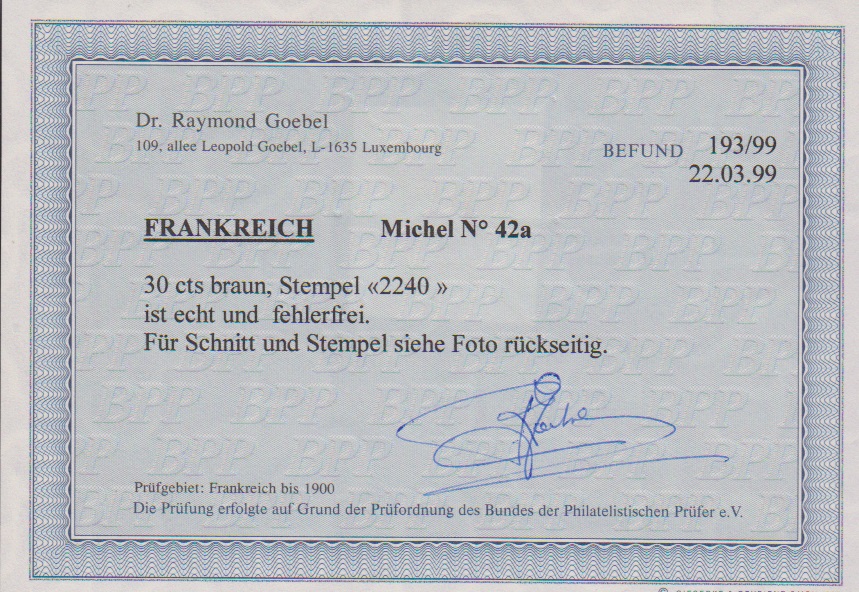 Dr. Raymond Goebel
109, allee Leopold Goebel, L-1635 Luxembourg
BEFUND 193/99
22.03.99
FRANKREICH Michel N° 42a
30 cts braun, Stempel «2240 »
ist echt und fehlerfrei.
Für Schnitt und Stempel siehe Foto rückseitig.
Prüfgebiet: Frankreich bis 1900
Die Prüfung erfolgte auf Grund der Prüfordnung des Bundes der Philatelistischen Prüfer e.V.